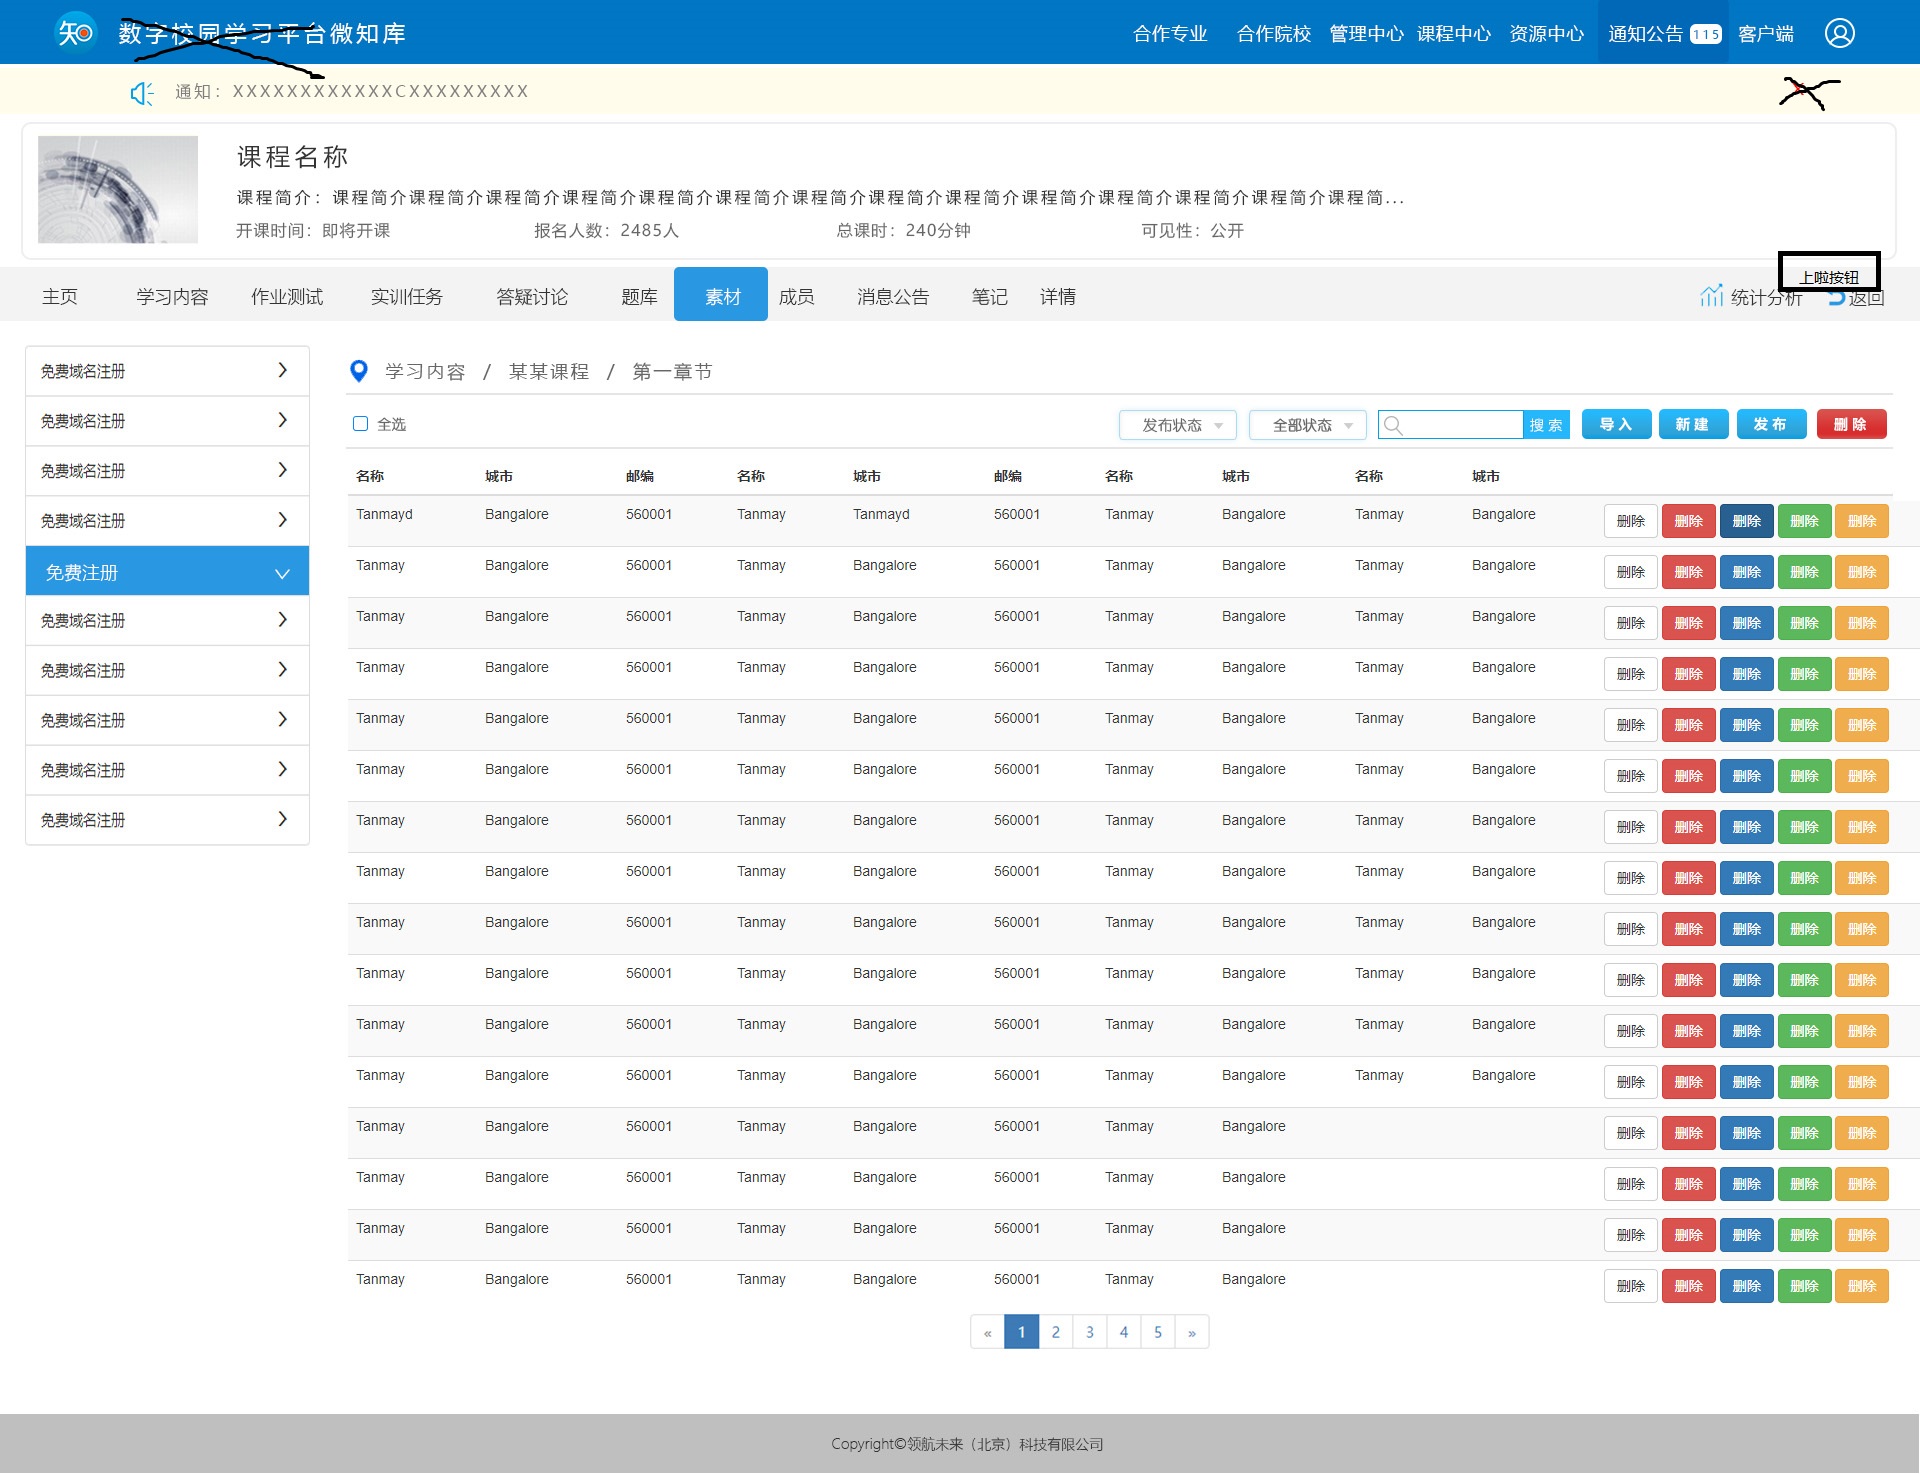 知 数字校园学习平台微知库 合作专业 合作院校 管理中心 课程中心 资源中心 通知公告 115 客户端
通知：XXXXXXXXXXXXCXXXXXXXXX
课程名称
课程简介：课程简介课程简介课程简介课程简介课程简介课程简介课程简介课程简介课程简介课程简介课程简介课程简介课程简介课程简...
开课时间：即将开课 报名人数：2485人 总课时：240分钟 可见性：公开
上啦按钮
主页 学习内容 作业测试 实训任务 答疑讨论 题库 素材 成员 消息公告 笔记 详情 统计分析 返回
免费域名注册
免费域名注册
免费域名注册
免费域名注册
免费注册
免费域名注册
免费域名注册
免费域名注册
免费域名注册
免费域名注册
学习内容 / 某某课程 / 第一章节
全选 发布状态 全部状态 搜索 导入 新建 发布 删除
名称 城市 邮编 名称 城市 邮编 名称 城市 名称 城市
Tanmayd Bangalore 560001 Tanmay Tanmayd 560001 Tanmay Bangalore Tanmay Bangalore 删除 删除 删除 删除 删除
Tanmay Bangalore 560001 Tanmay Bangalore 560001 Tanmay Bangalore Tanmay Bangalore 删除 删除 删除 删除 删除
Tanmay Bangalore 560001 Tanmay Bangalore 560001 Tanmay Bangalore Tanmay Bangalore 删除 删除 删除 删除 删除
Tanmay Bangalore 560001 Tanmay Bangalore 560001 Tanmay Bangalore Tanmay Bangalore 删除 删除 删除 删除 删除
Tanmay Bangalore 560001 Tanmay Bangalore 560001 Tanmay Bangalore Tanmay Bangalore 删除 删除 删除 删除 删除
Tanmay Bangalore 560001 Tanmay Bangalore 560001 Tanmay Bangalore Tanmay Bangalore 删除 删除 删除 删除 删除
Tanmay Bangalore 560001 Tanmay Bangalore 560001 Tanmay Bangalore Tanmay Bangalore 删除 删除 删除 删除 删除
Tanmay Bangalore 560001 Tanmay Bangalore 560001 Tanmay Bangalore Tanmay Bangalore 删除 删除 删除 删除 删除
Tanmay Bangalore 560001 Tanmay Bangalore 560001 Tanmay Bangalore Tanmay Bangalore 删除 删除 删除 删除 删除
Tanmay Bangalore 560001 Tanmay Bangalore 560001 Tanmay Bangalore Tanmay Bangalore 删除 删除 删除 删除 删除
Tanmay Bangalore 560001 Tanmay Bangalore 560001 Tanmay Bangalore Tanmay Bangalore 删除 删除 删除 删除 删除
Tanmay Bangalore 560001 Tanmay Bangalore 560001 Tanmay Bangalore Tanmay Bangalore 删除 删除 删除 删除 删除
Tanmay Bangalore 560001 Tanmay Bangalore 560001 Tanmay Bangalore 删除 删除 删除 删除 删除
Tanmay Bangalore 560001 Tanmay Bangalore 560001 Tanmay Bangalore 删除 删除 删除 删除 删除
Tanmay Bangalore 560001 Tanmay Bangalore 560001 Tanmay Bangalore 删除 删除 删除 删除 删除
Tanmay Bangalore 560001 Tanmay Bangalore 560001 Tanmay Bangalore 删除 删除 删除 删除 删除
« 1 2 3 4 5 »
Copyright©领航未来（北京）科技有限公司